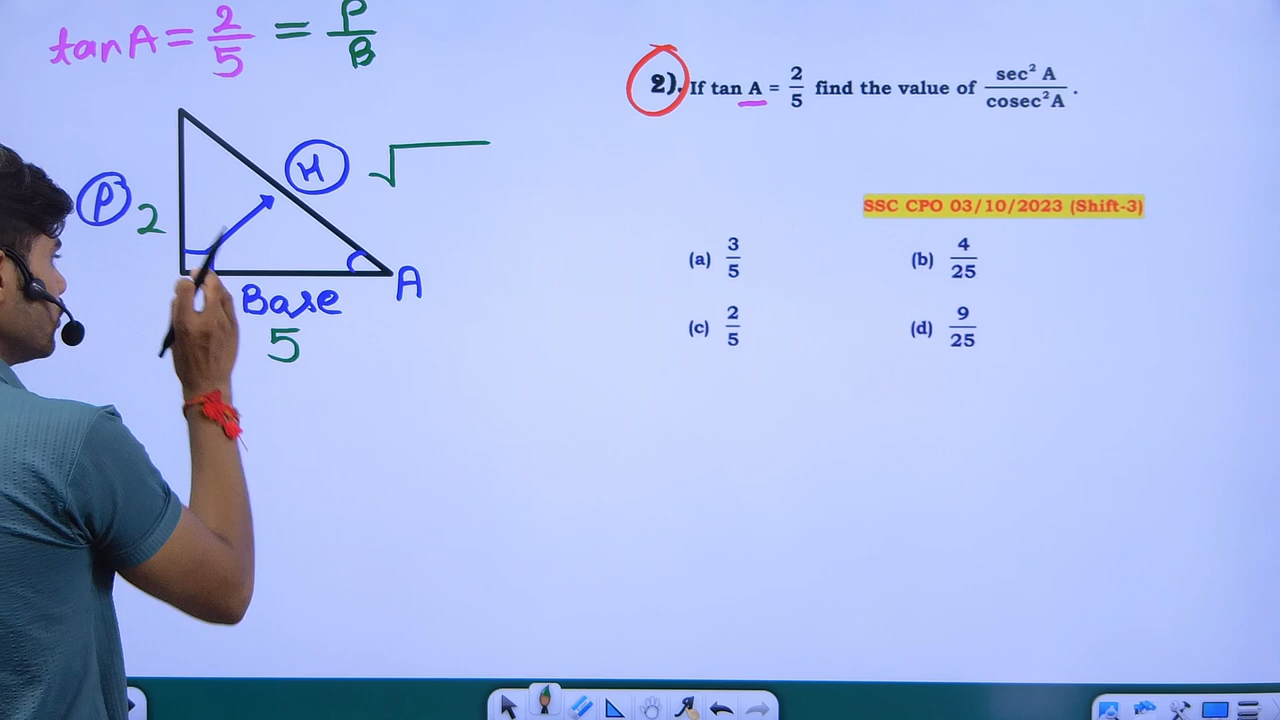 tan A = 2/5 = P/B
2). If tan A = 2/5 find the value of sec² A / cosec² A .
SSC CPO 03/10/2023 (Shift-3)
(a) 3/5 (b) 4/25
(c) 2/5 (d) 9/25
H √
P 2
Base A
5